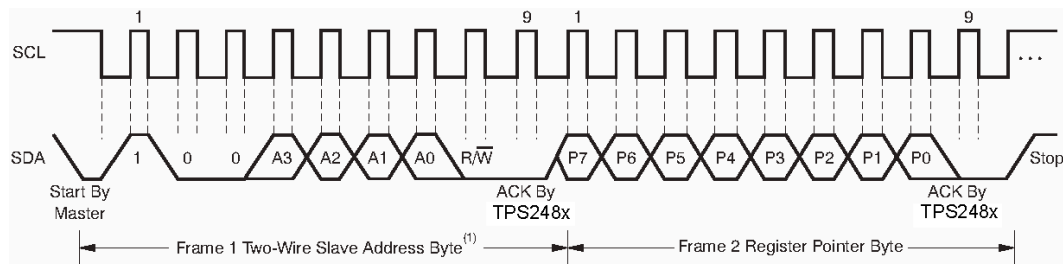 1 9 1 9
SCL ...
SDA 1 0 0 A3 A2 A1 A0 R/W̅ P7 P6 P5 P4 P3 P2 P1 P0 Stop
Start By ACK By ACK By
Master TPS248x TPS248x
Frame 1 Two-Wire Slave Address Byte(1) Frame 2 Register Pointer Byte